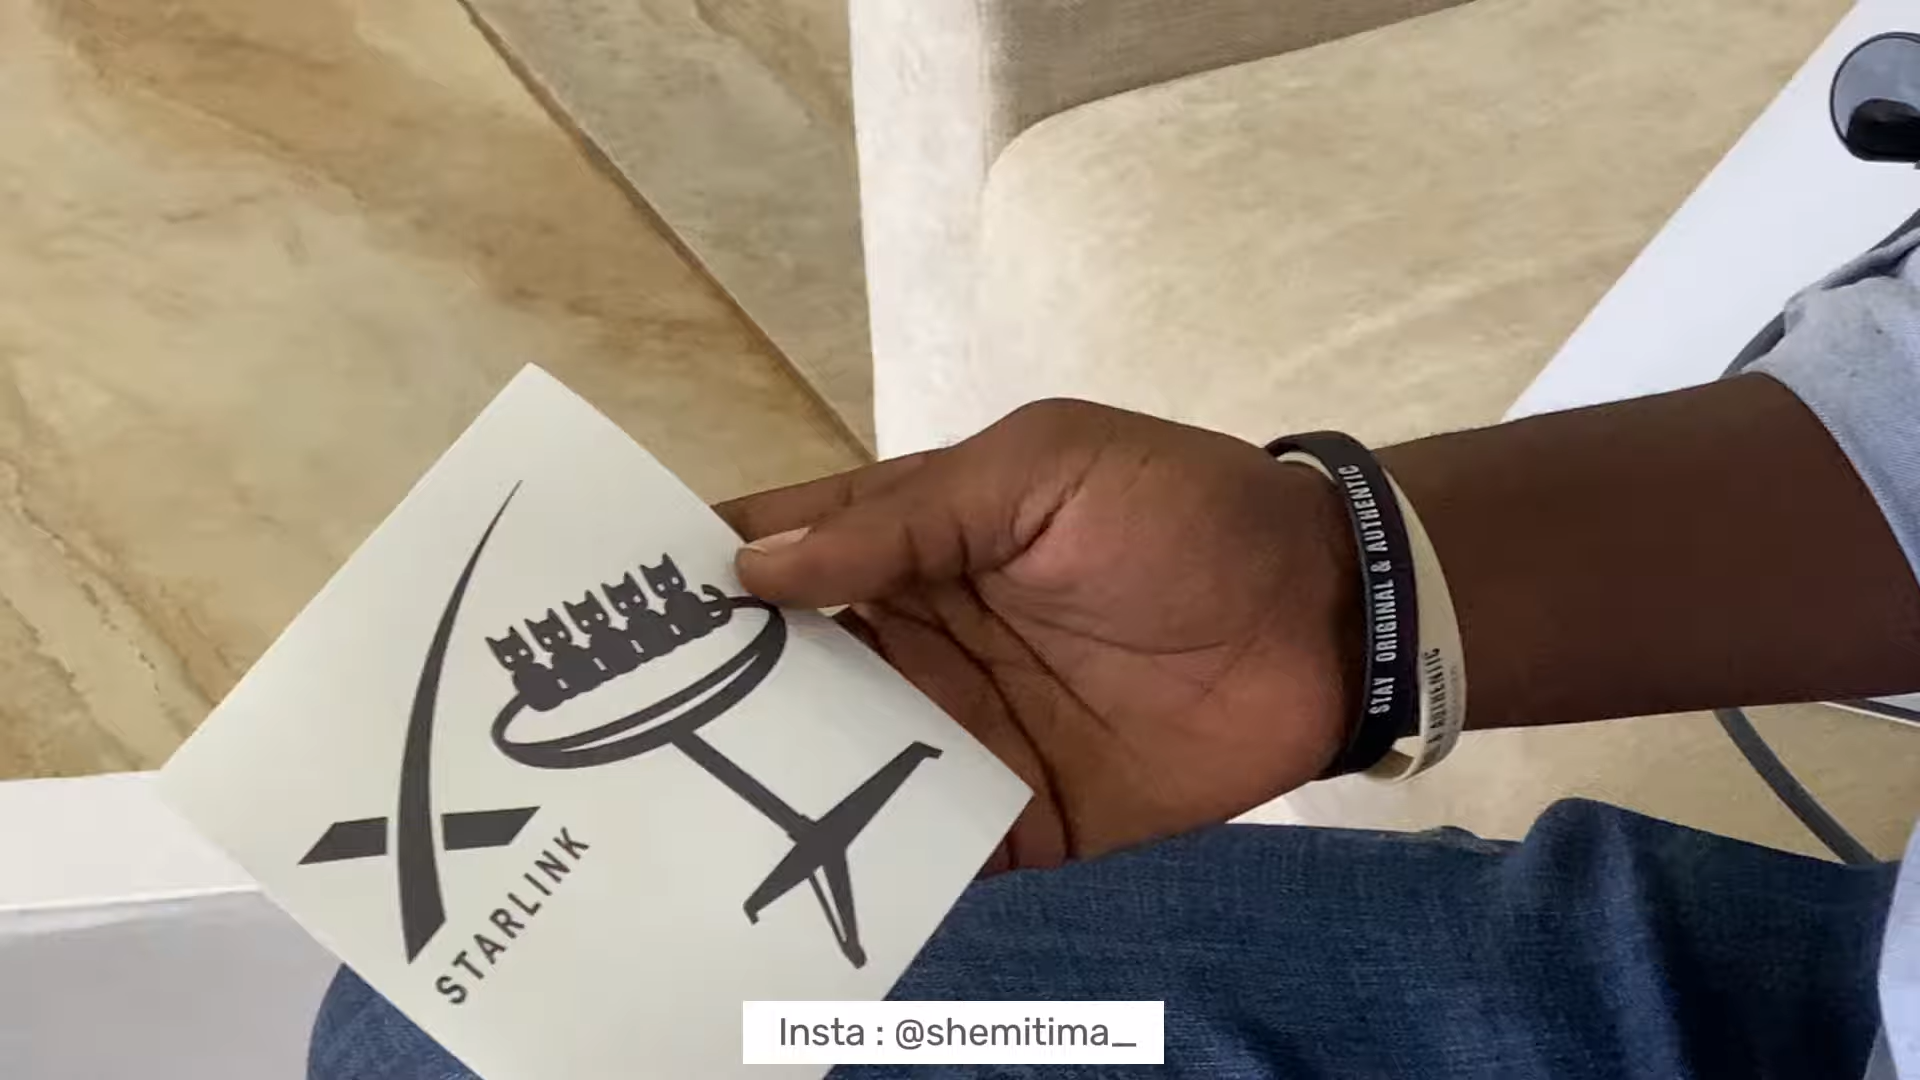 STAY ORIGINAL & AUTHENTIC
& AUTHENTIC
STARLINK
Insta : @shemitima_